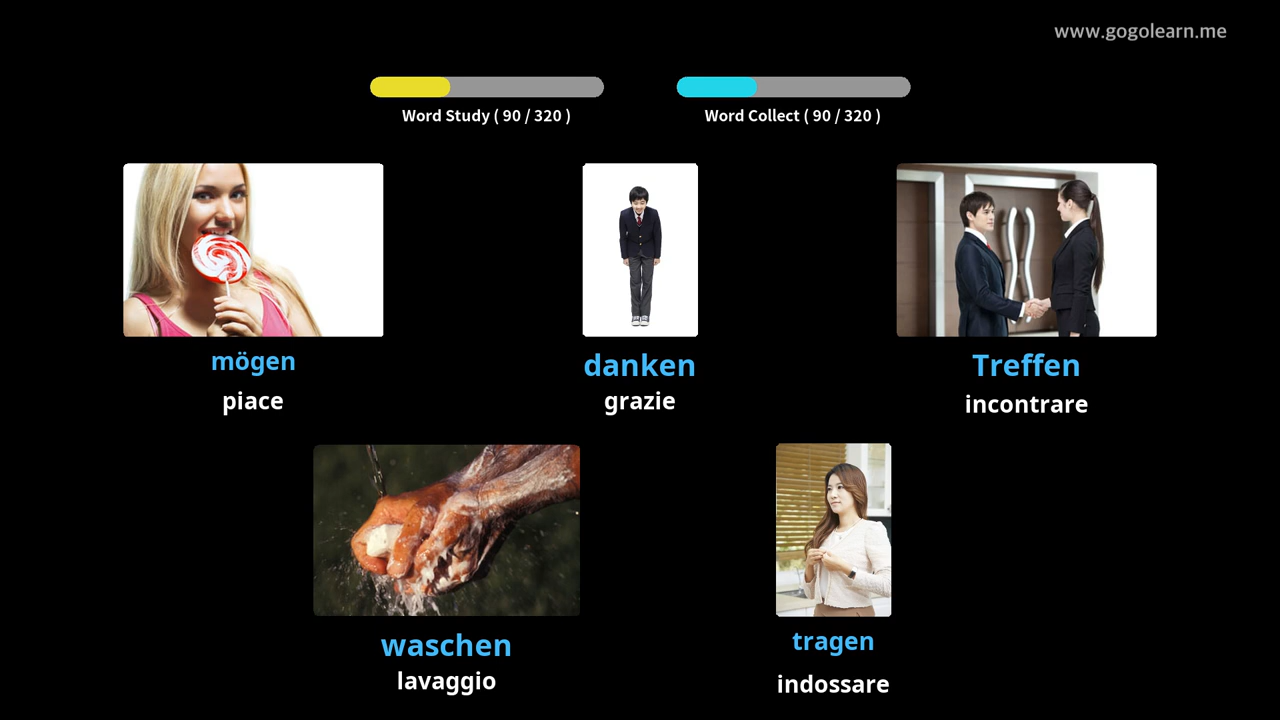 www.gogolearn.me
Word Study ( 90 / 320 )
Word Collect ( 90 / 320 )
mögen
piace
danken
grazie
Treffen
incontrare
waschen
lavaggio
tragen
indossare